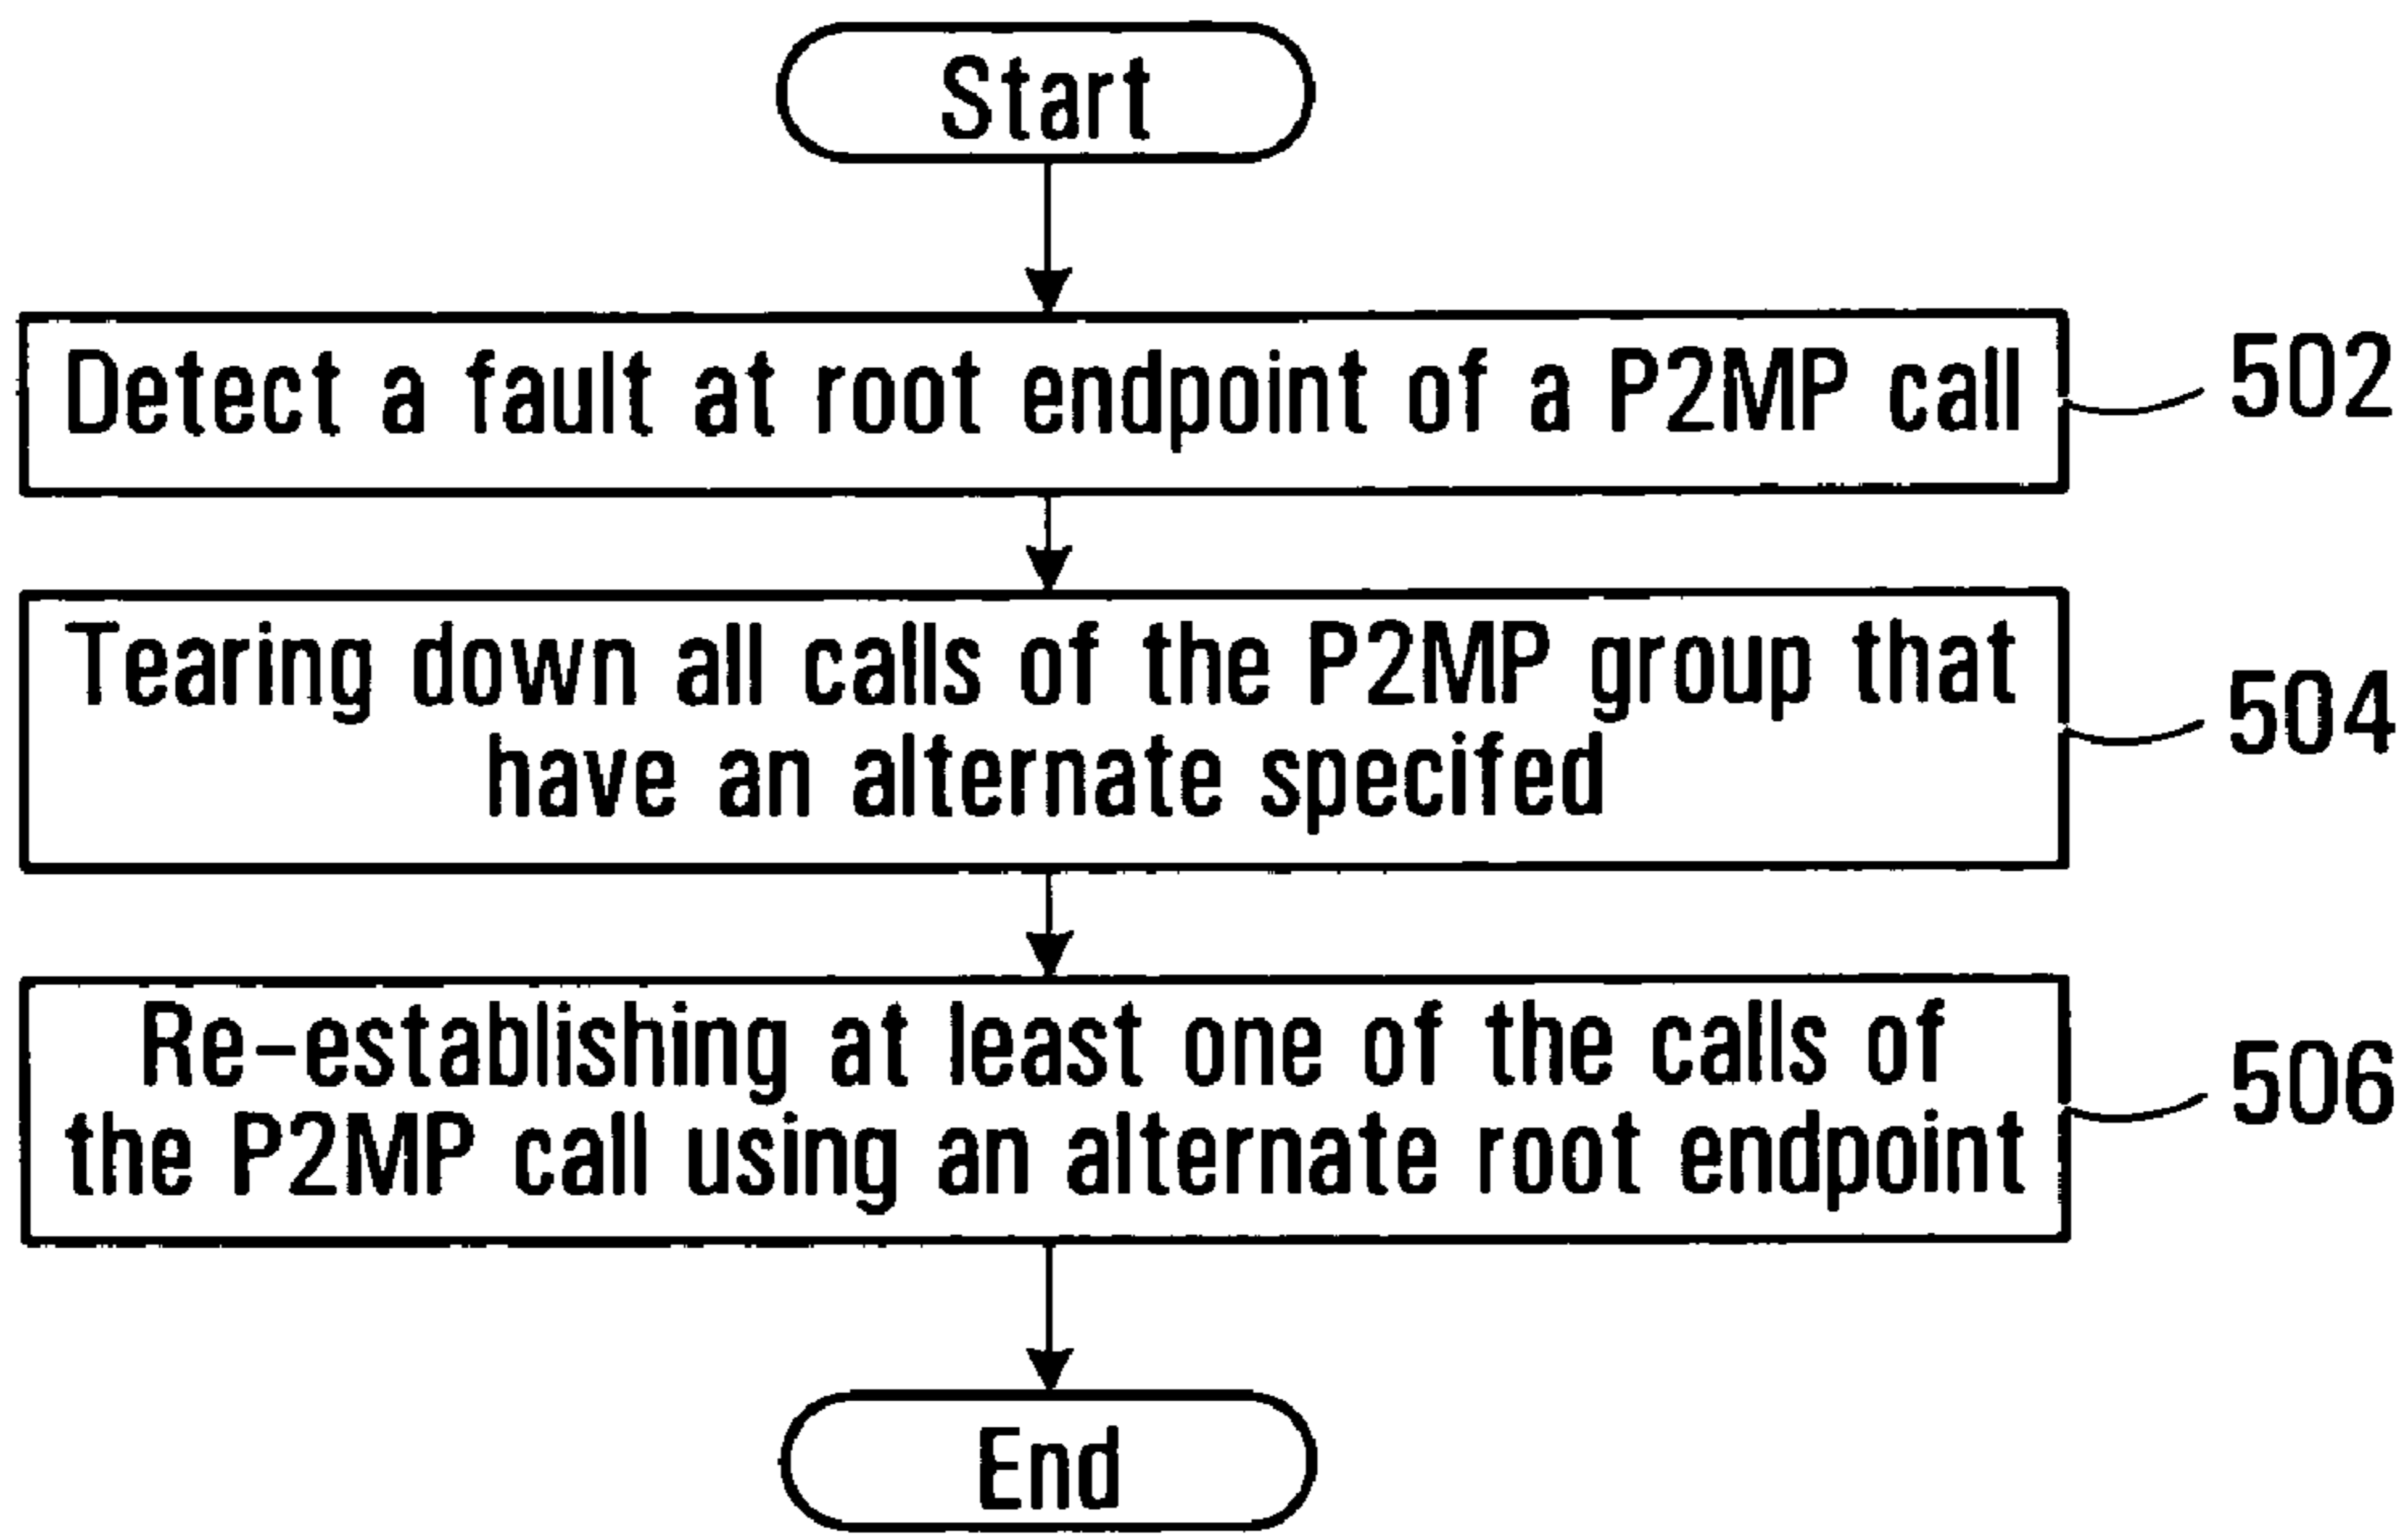 Start
Detect a fault at root endpoint of a P2MP call
502
Tearing down all calls of the P2MP group that
have an alternate specifed
504
Re-establishing at least one of the calls of
the P2MP call using an alternate root endpoint
506
End